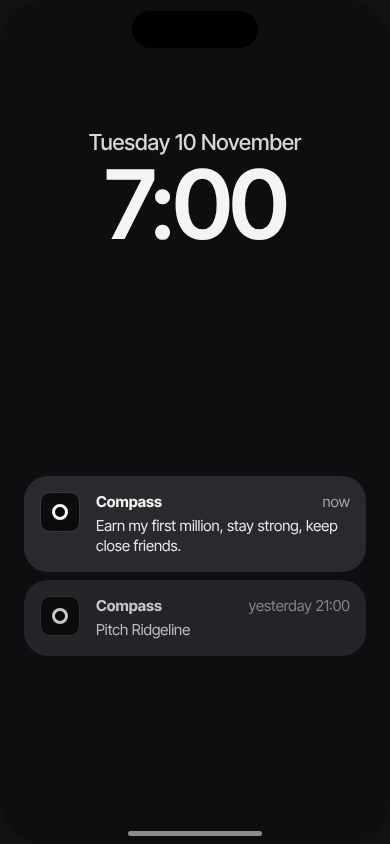 Tuesday 10 November
7:00
Compass
now
Earn my first million, stay strong, keep
close friends.
Compass
yesterday 21:00
Pitch Ridgeline